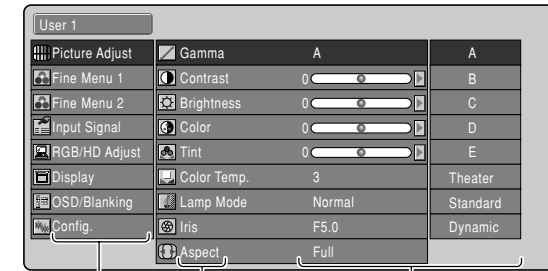 User 1
Picture Adjust Gamma A A
Fine Menu 1 Contrast 0 B
Fine Menu 2 Brightness 0 C
Input Signal Color 0 D
RGB/HD Adjust Tint 0 E
Display Color Temp. 3 Theater
OSD/Blanking Lamp Mode Normal Standard
Config. Iris F5.0 Dynamic
Aspect Full